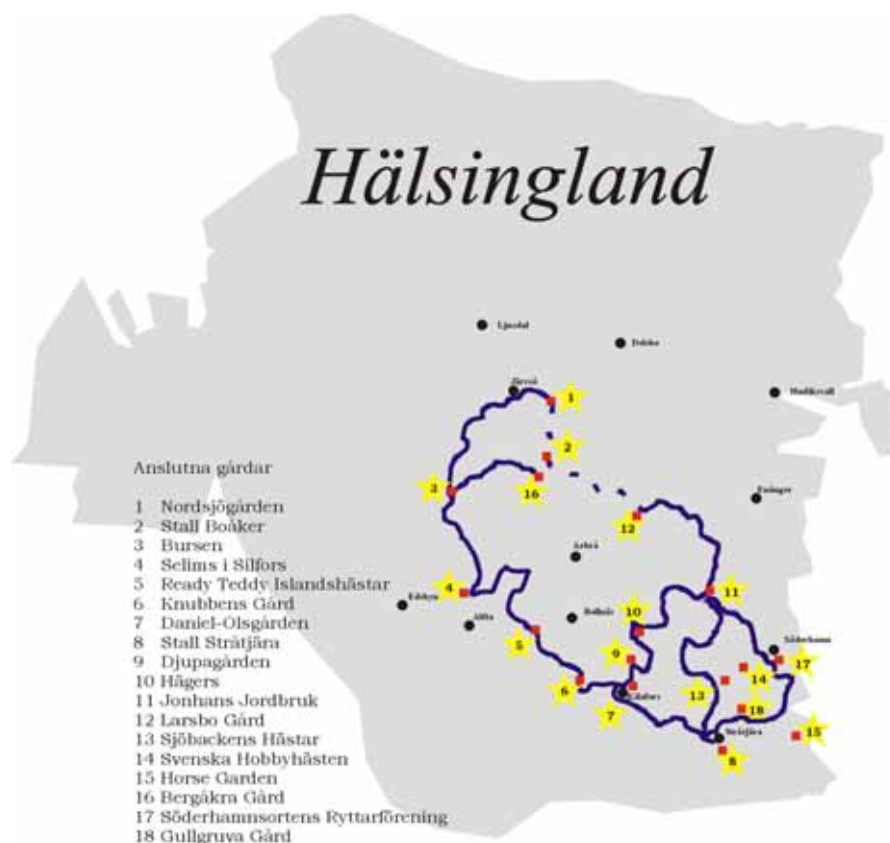 Hälsingland
Ljusdal
Delsbo
Järvsö
Hudiksvall
1
2
3
16
Enånger
12
Anslutna gårdar
Arbrå
4
11
10
Edsbyn
Alfta
Bollnäs
5
Söderhamn
9
17
14
6
13
7
Kilafors
18
15
Stråtjära
8
1 Nordsjögården
2 Stall Boåker
3 Bursen
4 Selims i Silfors
5 Ready Teddy Islandshästar
6 Knubbens Gård
7 Daniel-Olsgården
8 Stall Stråtjära
9 Djupagården
10 Hägers
11 Jonhans Jordbruk
12 Larsbo Gård
13 Sjöbackens Hästar
14 Svenska Hobbyhästen
15 Horse Garden
16 Bergåkra Gård
17 Söderhamnsortens Ryttarförening
18 Gullgruva Gård